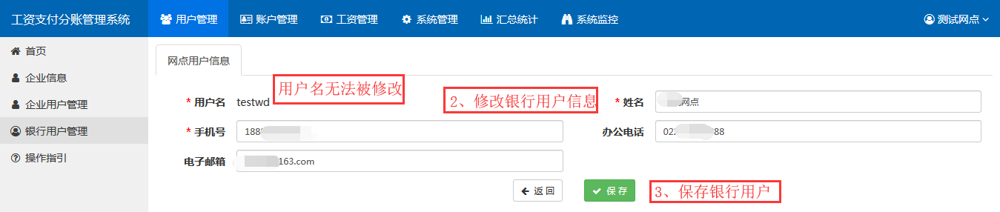 工资支付分账管理系统 用户管理 账户管理 工资管理 系统管理 汇总统计 系统监控 测试网点
首页
企业信息
企业用户管理
银行用户管理
操作指引
网点用户信息
用户名无法被修改
* 用户名 testwd
2、修改银行用户信息
* 姓名 网点
* 手机号 188
办公电话 022 88
电子邮箱 163.com
返回 保存
3、保存银行用户